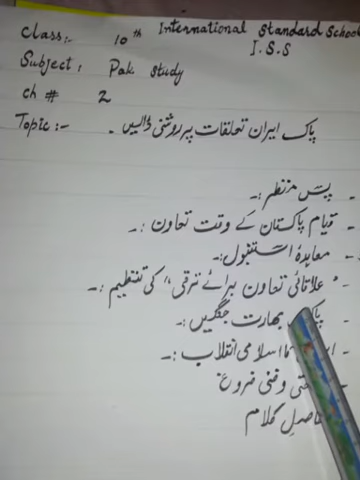 International Standard School
Class:- 10th I.S.S
Subject: Pak Study
ch # 2
Topic:- پاک ایران تعلقات پر روشنی ڈالیں۔
- پس منظر:-
- قیام پاکستان کے وقت تعاون:-
- معاہدہ استنبول:-
- "علاقائی تعاون برائے ترقی" کی تنظیم:-
- بھارت جنگیں:-
اسلامی انقلاب:-
و فنی فروغ
کلام